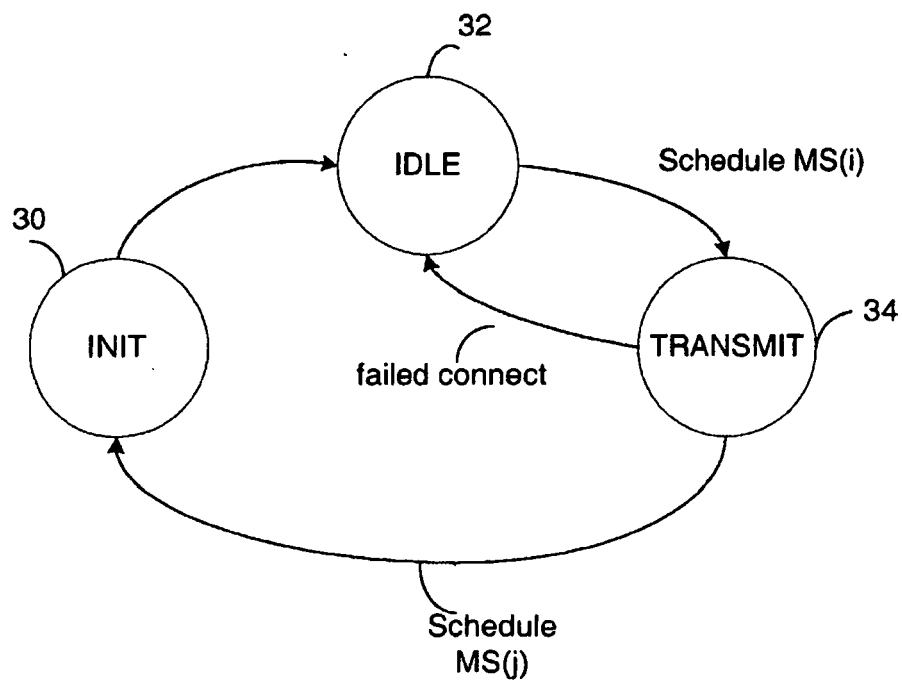 32
IDLE
Schedule MS(i)
30
INIT
34
TRANSMIT
failed connect
Schedule
MS(j)